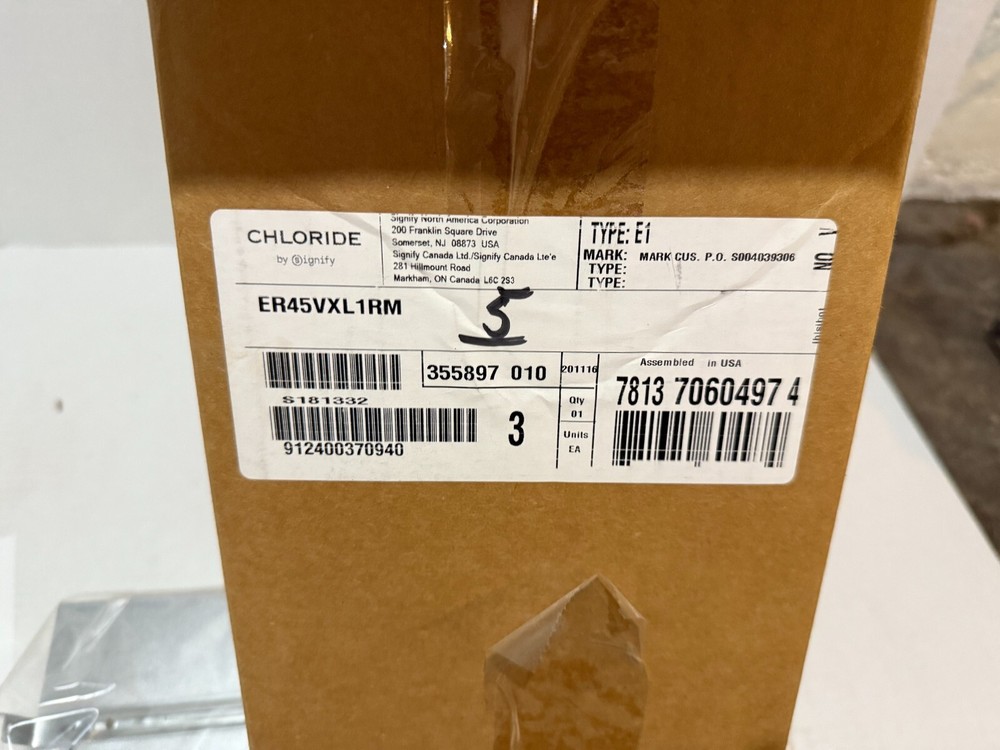 CHLORIDE
by Signify
Signify North America Corporation
200 Franklin Square Drive
Somerset, NJ 08873 USA
Signify Canada Ltd./Signify Canada Lte'e
281 Hillmount Road
Markham, ON Canada L6C 2S3
TYPE: E1
MARK: MARK CUS. P.O. S004039306
TYPE:
TYPE:
ER45VXL1RM
5
355897 010
201116
Assembled in USA
7813 7060497 4
S181332
Qty
01
3
Units
EA
912400370940